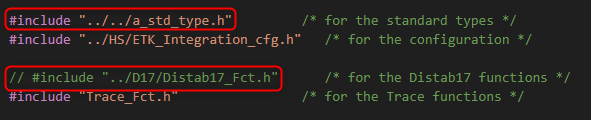 #include "../../a_std_type.h" /* for the standard types */
#include "../HS/ETK_Integration_cfg.h" /* for the configuration */
// #include "../D17/Distab17_Fct.h" /* for the Distab17 functions */
#include "Trace_Fct.h" /* for the Trace functions */